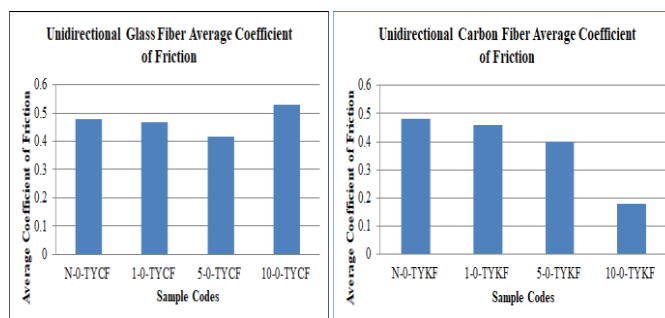 Unidirectional Glass Fiber Average Coefficient
of Friction
Average Coefficient of Friction
0.6
0.5
0.4
0.3
0.2
0.1
0
N-0-TYCF 1-0-TYCF 5-0-TYCF 10-0-TYCF
Sample Codes
Unidirectional Carbon Fiber Average Coefficient
of Friction
Average Coefficient of Friction
0.6
0.5
0.4
0.3
0.2
0.1
0
N-0-TYKF 1-0-TYKF 5-0-TYKF 10-0-TYKF
Sample Codes